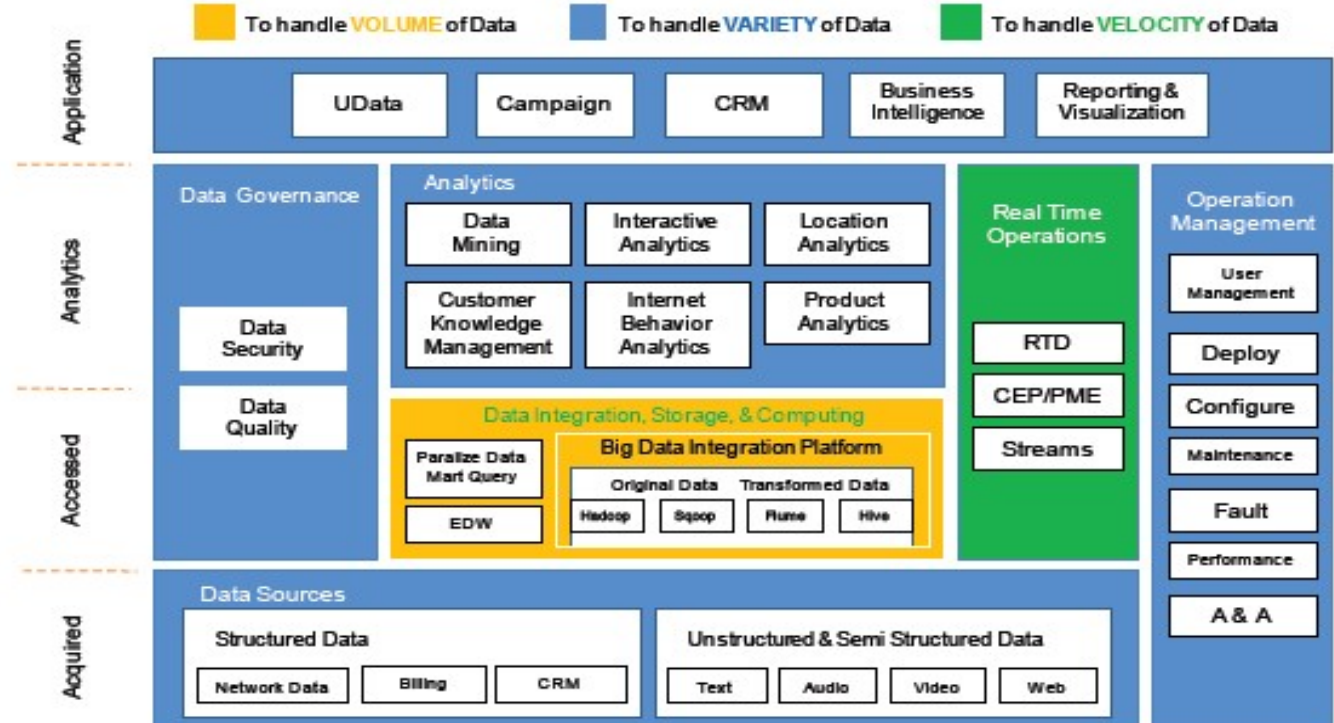 To handle VOLUME of Data
To handle VARIETY of Data
To handle VELOCITY of Data
Application
UData
Campaign
CRM
Business
Intelligence
Reporting &
Visualization
Analytics
Data Governance
Data
Security
Data
Quality
Analytics
Data
Mining
Interactive
Analytics
Location
Analytics
Customer
Knowledge
Management
Internet
Behavior
Analytics
Product
Analytics
Real Time
Operations
RTD
CEP/PME
Streams
Operation
Management
User
Management
Deploy
Configure
Maintenance
Fault
Performance
A & A
Accessed
Data Integration, Storage, & Computing
Paralize Data
Mart Query
EDW
Big Data Integration Platform
Original Data Transformed Data
Hadoop
Sqoop
Flume
Hive
Acquired
Data Sources
Structured Data
Network Data
Billing
CRM
Unstructured & Semi Structured Data
Text
Audio
Video
Web